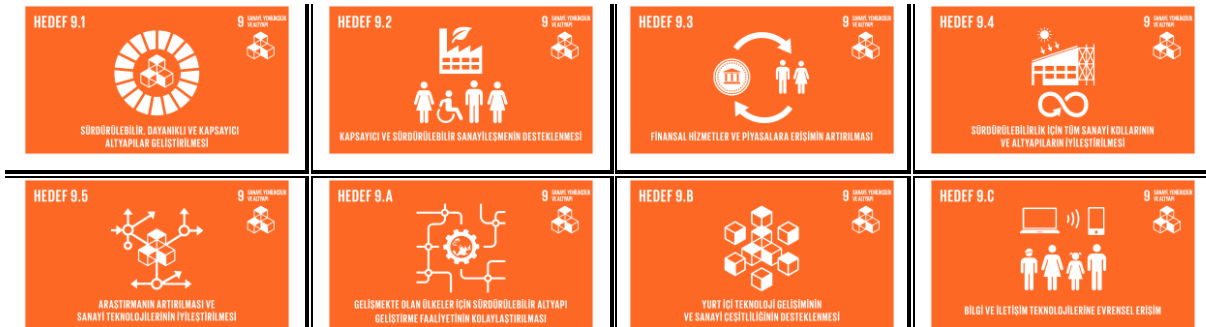 HEDEF 9.1
9 SANAYİ, YENİLİKÇİLİK
VE ALTYAPI
SÜRDÜRÜLEBİLİR, DAYANIKLI VE KAPSAYICI
ALTYAPILAR GELİŞTİRİLMESİ
HEDEF 9.2
9 SANAYİ, YENİLİKÇİLİK
VE ALTYAPI
KAPSAYICI VE SÜRDÜRÜLEBİLİR SANAYİLEŞMENİN DESTEKLENMESİ
HEDEF 9.3
9 SANAYİ, YENİLİKÇİLİK
VE ALTYAPI
FİNANSAL HİZMETLER VE PİYASALARA ERİŞİMİN ARTIRILMASI
HEDEF 9.4
9 SANAYİ, YENİLİKÇİLİK
VE ALTYAPI
SÜRDÜRÜLEBİLİRLİK İÇİN TÜM SANAYİ KOLLARININ
VE ALTYAPILARIN İYİLEŞTİRİLMESİ
HEDEF 9.5
9 SANAYİ, YENİLİKÇİLİK
VE ALTYAPI
ARAŞTIRMANIN ARTIRILMASI VE
SANAYİ TEKNOLOJİLERİNİN İYİLEŞTİRİLMESİ
HEDEF 9.A
9 SANAYİ, YENİLİKÇİLİK
VE ALTYAPI
GELİŞMEKTE OLAN ÜLKELER İÇİN SÜRDÜRÜLEBİLİR ALTYAPI
GELİŞTİRME FAALİYETİNİN KOLAYLAŞTIRILMASI
HEDEF 9.B
9 SANAYİ, YENİLİKÇİLİK
VE ALTYAPI
YURT İÇİ TEKNOLOJİ GELİŞİMİNİN
VE SANAYİ ÇEŞİTLİLİĞİNİN DESTEKLENMESİ
HEDEF 9.C
9 SANAYİ, YENİLİKÇİLİK
VE ALTYAPI
BİLGİ VE İLETİŞİM TEKNOLOJİLERİNE EVRENSEL ERİŞİM